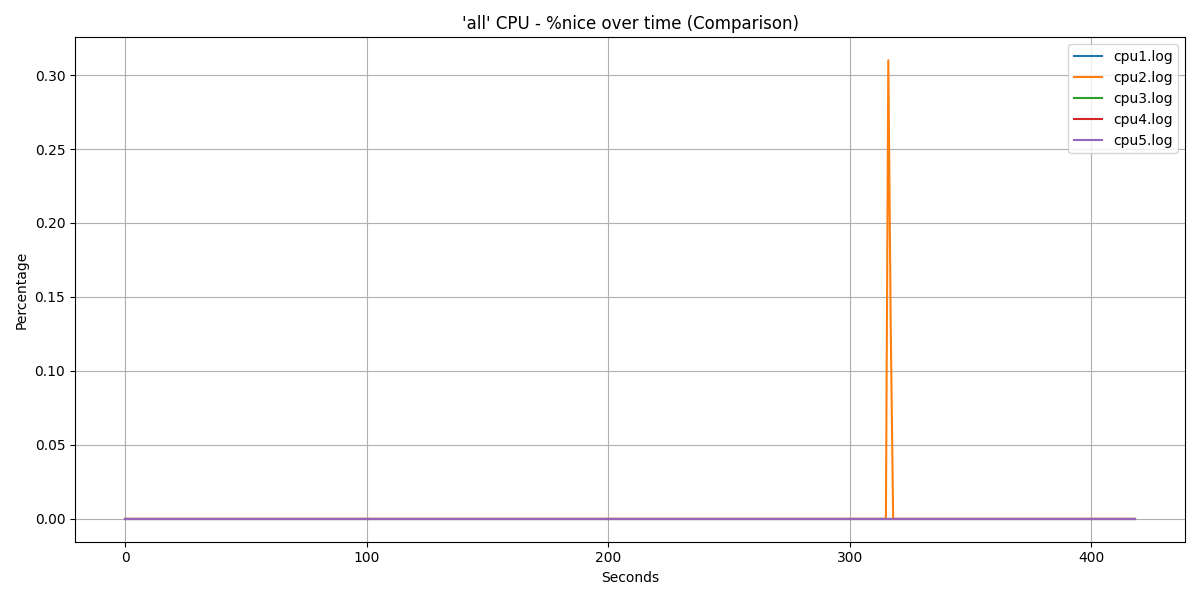 'all' CPU - %nice over time (Comparison)
cpu1.log
cpu2.log
cpu3.log
cpu4.log
cpu5.log
Percentage
0.30
0.25
0.20
0.15
0.10
0.05
0.00
0 100 200 300 400
Seconds